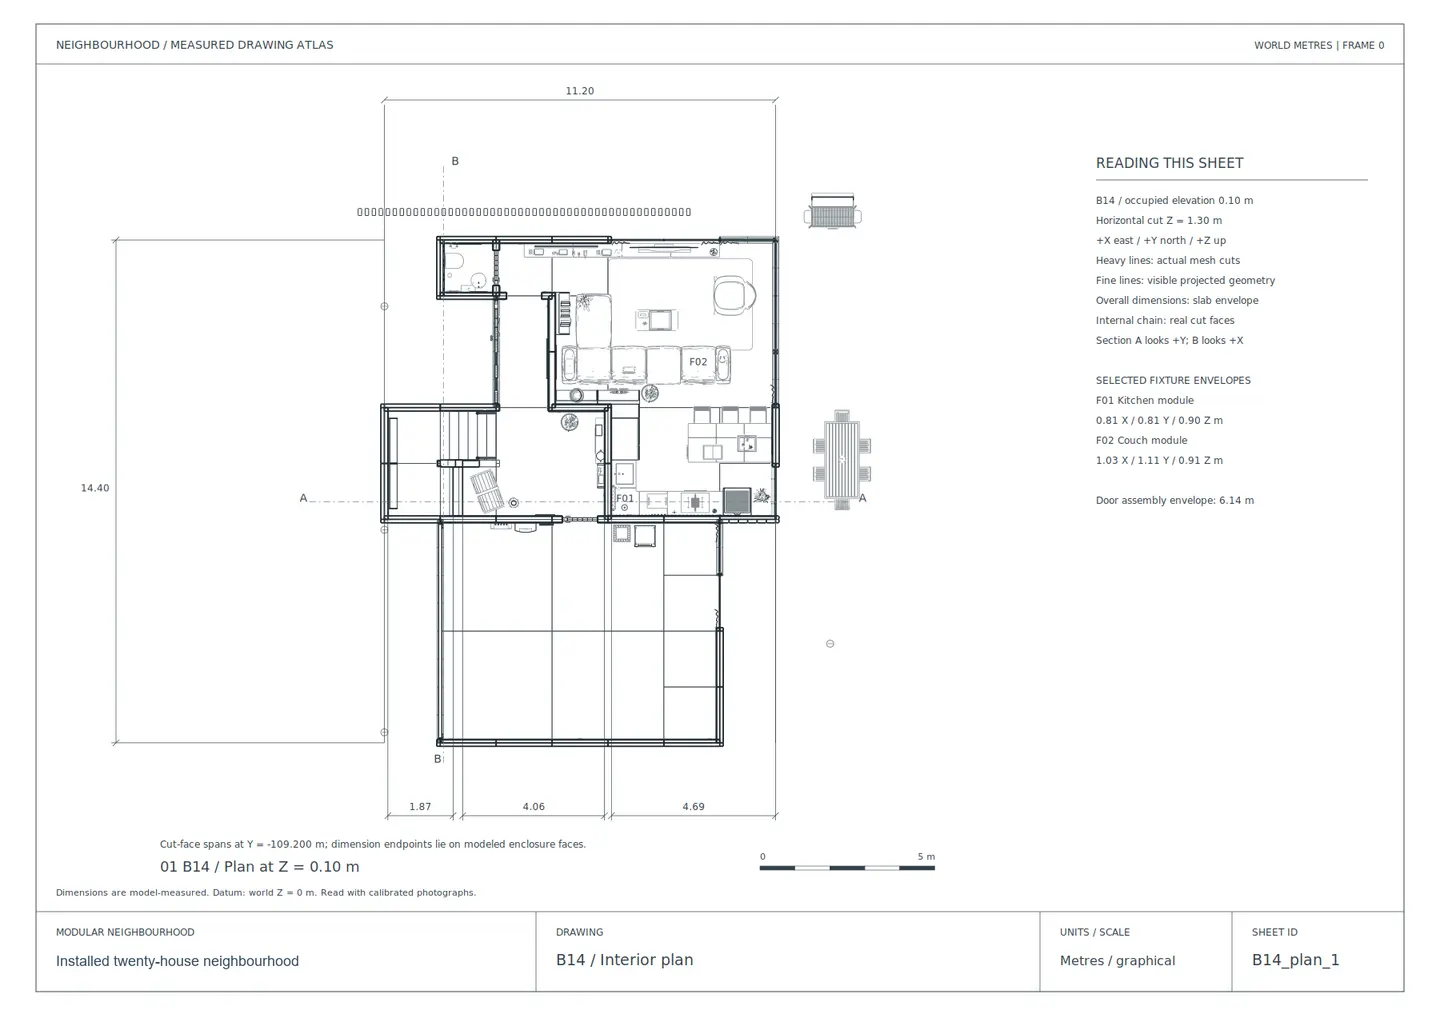 NEIGHBOURHOOD / MEASURED DRAWING ATLAS
WORLD METRES | FRAME 0
11.20
B
READING THIS SHEET
B14 / occupied elevation 0.10 m
Horizontal cut Z = 1.30 m
+X east / +Y north / +Z up
Heavy lines: actual mesh cuts
Fine lines: visible projected geometry
Overall dimensions: slab envelope
Internal chain: real cut faces
Section A looks +Y; B looks +X
SELECTED FIXTURE ENVELOPES
F01 Kitchen module
0.81 X / 0.81 Y / 0.90 Z m
F02 Couch module
1.03 X / 1.11 Y / 0.91 Z m
Door assembly envelope: 6.14 m
F02
14.40
A
F01
A
B
1.87
4.06
4.69
Cut-face spans at Y = -109.200 m; dimension endpoints lie on modeled enclosure faces.
01 B14 / Plan at Z = 0.10 m
0
5 m
Dimensions are model-measured. Datum: world Z = 0 m. Read with calibrated photographs.
MODULAR NEIGHBOURHOOD
Installed twenty-house neighbourhood
DRAWING
B14 / Interior plan
UNITS / SCALE
Metres / graphical
SHEET ID
B14_plan_1